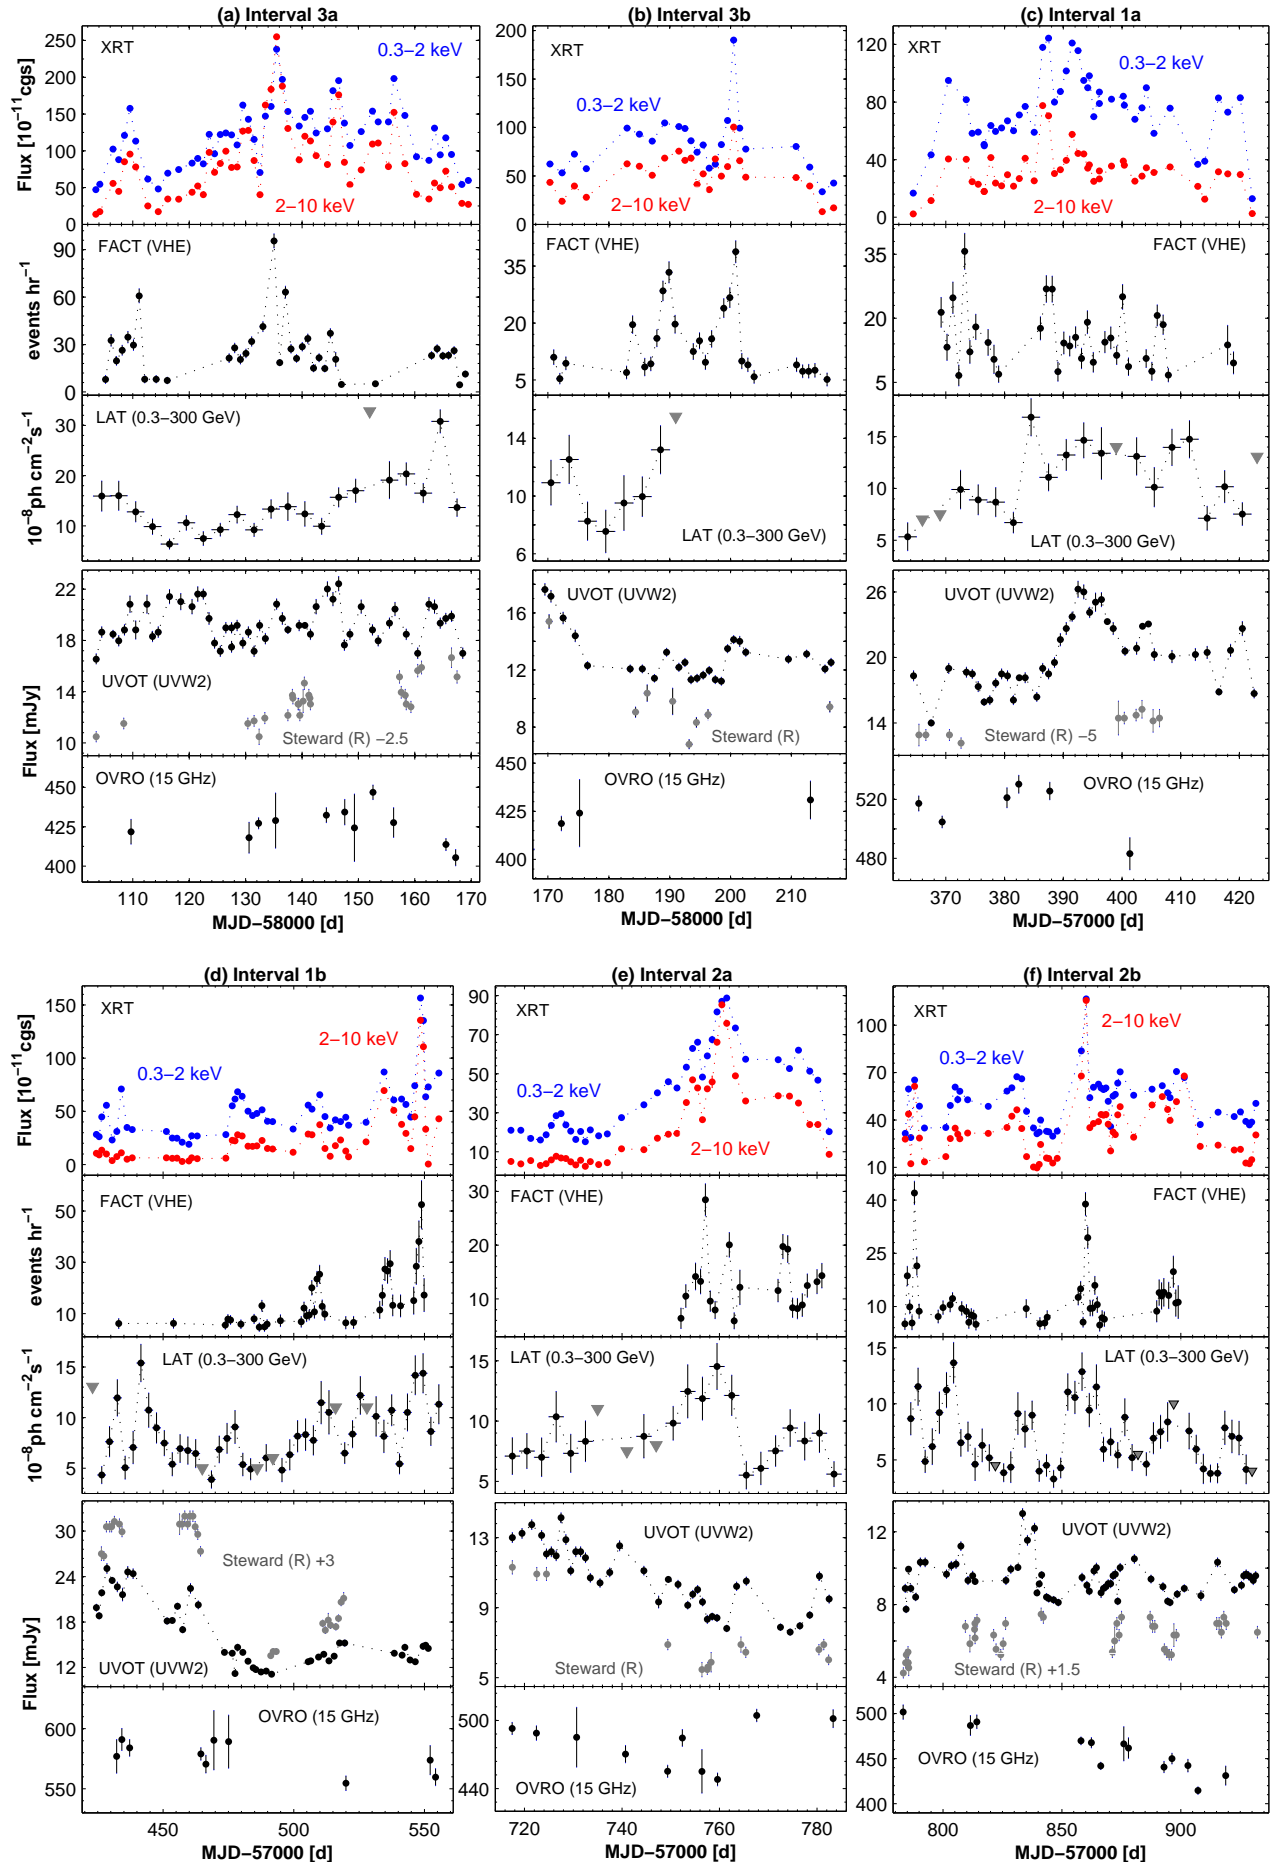 (a) Interval 3a
(b) Interval 3b
(c) Interval 1a
Flux [10⁻¹¹cgs]
250
200
150
100
50
0
XRT
0.3−2 keV
2−10 keV
200
150
100
50
0
XRT
0.3−2 keV
2−10 keV
120
80
40
0
XRT
0.3−2 keV
2−10 keV
events hr⁻¹
90
60
30
0
FACT (VHE)
35
20
5
FACT (VHE)
35
25
15
5
FACT (VHE)
10⁻⁸ph cm⁻²s⁻¹
30
20
10
LAT (0.3−300 GeV)
14
10
6
LAT (0.3−300 GeV)
15
10
5
LAT (0.3−300 GeV)
Flux [mJy]
22
18
14
10
UVOT (UVW2)
Steward (R) −2.5
16
12
8
UVOT (UVW2)
Steward (R)
26
20
14
UVOT (UVW2)
Steward (R) −5
450
425
400
OVRO (15 GHz)
450
425
400
OVRO (15 GHz)
520
480
OVRO (15 GHz)
110 120 130 140 150 160 170
170 180 190 200 210
370 380 390 400 410 420
MJD−58000 [d]
MJD−58000 [d]
MJD−57000 [d]
(d) Interval 1b
(e) Interval 2a
(f) Interval 2b
Flux [10⁻¹¹cgs]
150
100
50
0
XRT
2−10 keV
0.3−2 keV
90
70
50
30
10
XRT
0.3−2 keV
2−10 keV
100
70
40
10
XRT
2−10 keV
0.3−2 keV
events hr⁻¹
50
30
10
FACT (VHE)
30
20
10
FACT (VHE)
40
25
10
FACT (VHE)
10⁻⁸ph cm⁻²s⁻¹
15
10
5
LAT (0.3−300 GeV)
15
10
5
LAT (0.3−300 GeV)
15
10
5
LAT (0.3−300 GeV)
Flux [mJy]
30
24
18
12
Steward (R) +3
UVOT (UVW2)
13
9
5
UVOT (UVW2)
Steward (R)
12
8
4
UVOT (UVW2)
Steward (R) +1.5
600
550
OVRO (15 GHz)
500
440
OVRO (15 GHz)
500
450
400
OVRO (15 GHz)
450 500 550
720 740 760 780
800 850 900
MJD−57000 [d]
MJD−57000 [d]
MJD−57000 [d]